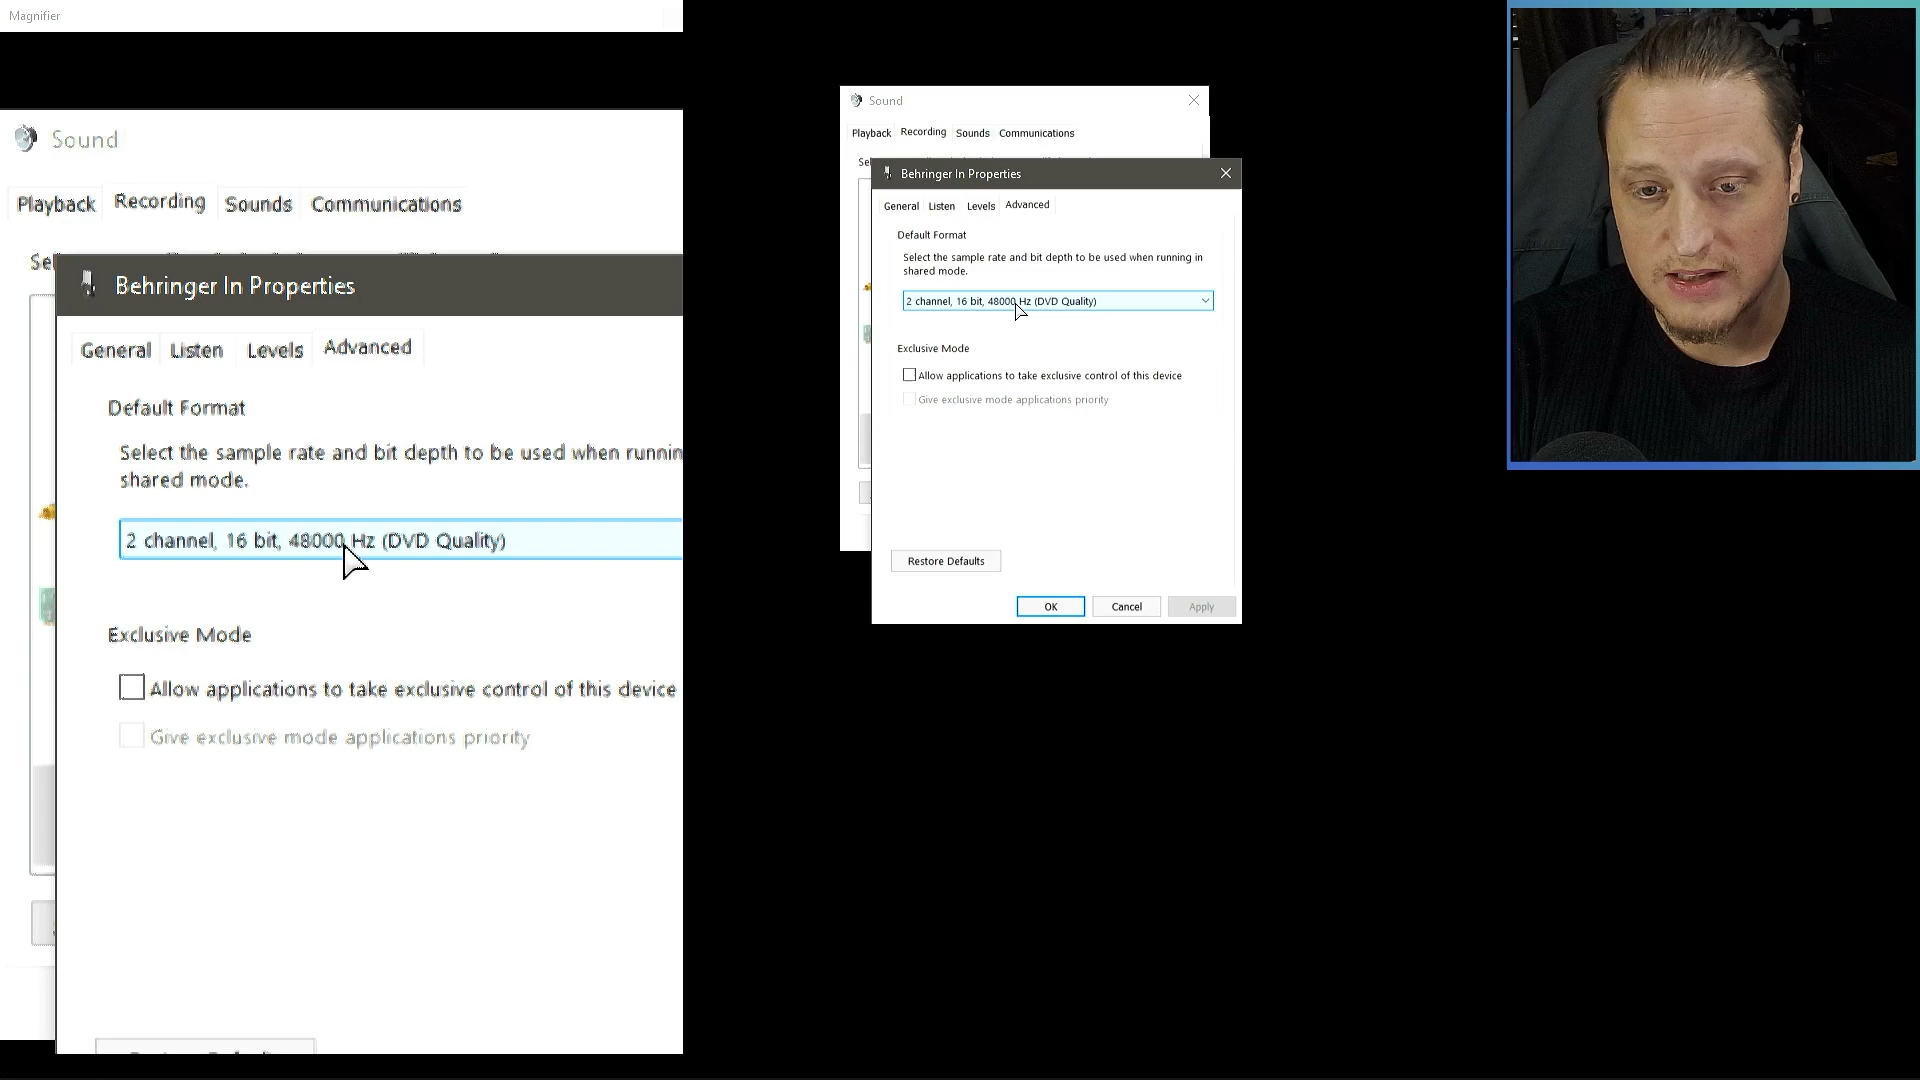 Magnifier
Sound
Playback Recording Sounds Communications
Behringer In Properties
General Listen Levels Advanced
Default Format
Select the sample rate and bit depth to be used when
shared mode.
2 channel, 16 bit, 48000 Hz (DVD Quality)
Exclusive Mode
Allow applications to take exclusive control of this device
Give exclusive mode applications priority
Sound
Playback Recording Sounds Communications
Behringer In Properties
General Listen Levels Advanced
Default Format
Select the sample rate and bit depth to be used when running in
shared mode.
2 channel, 16 bit, 48000 Hz (DVD Quality)
Exclusive Mode
Allow applications to take exclusive control of this device
Give exclusive mode applications priority
Restore Defaults
OK Cancel Apply